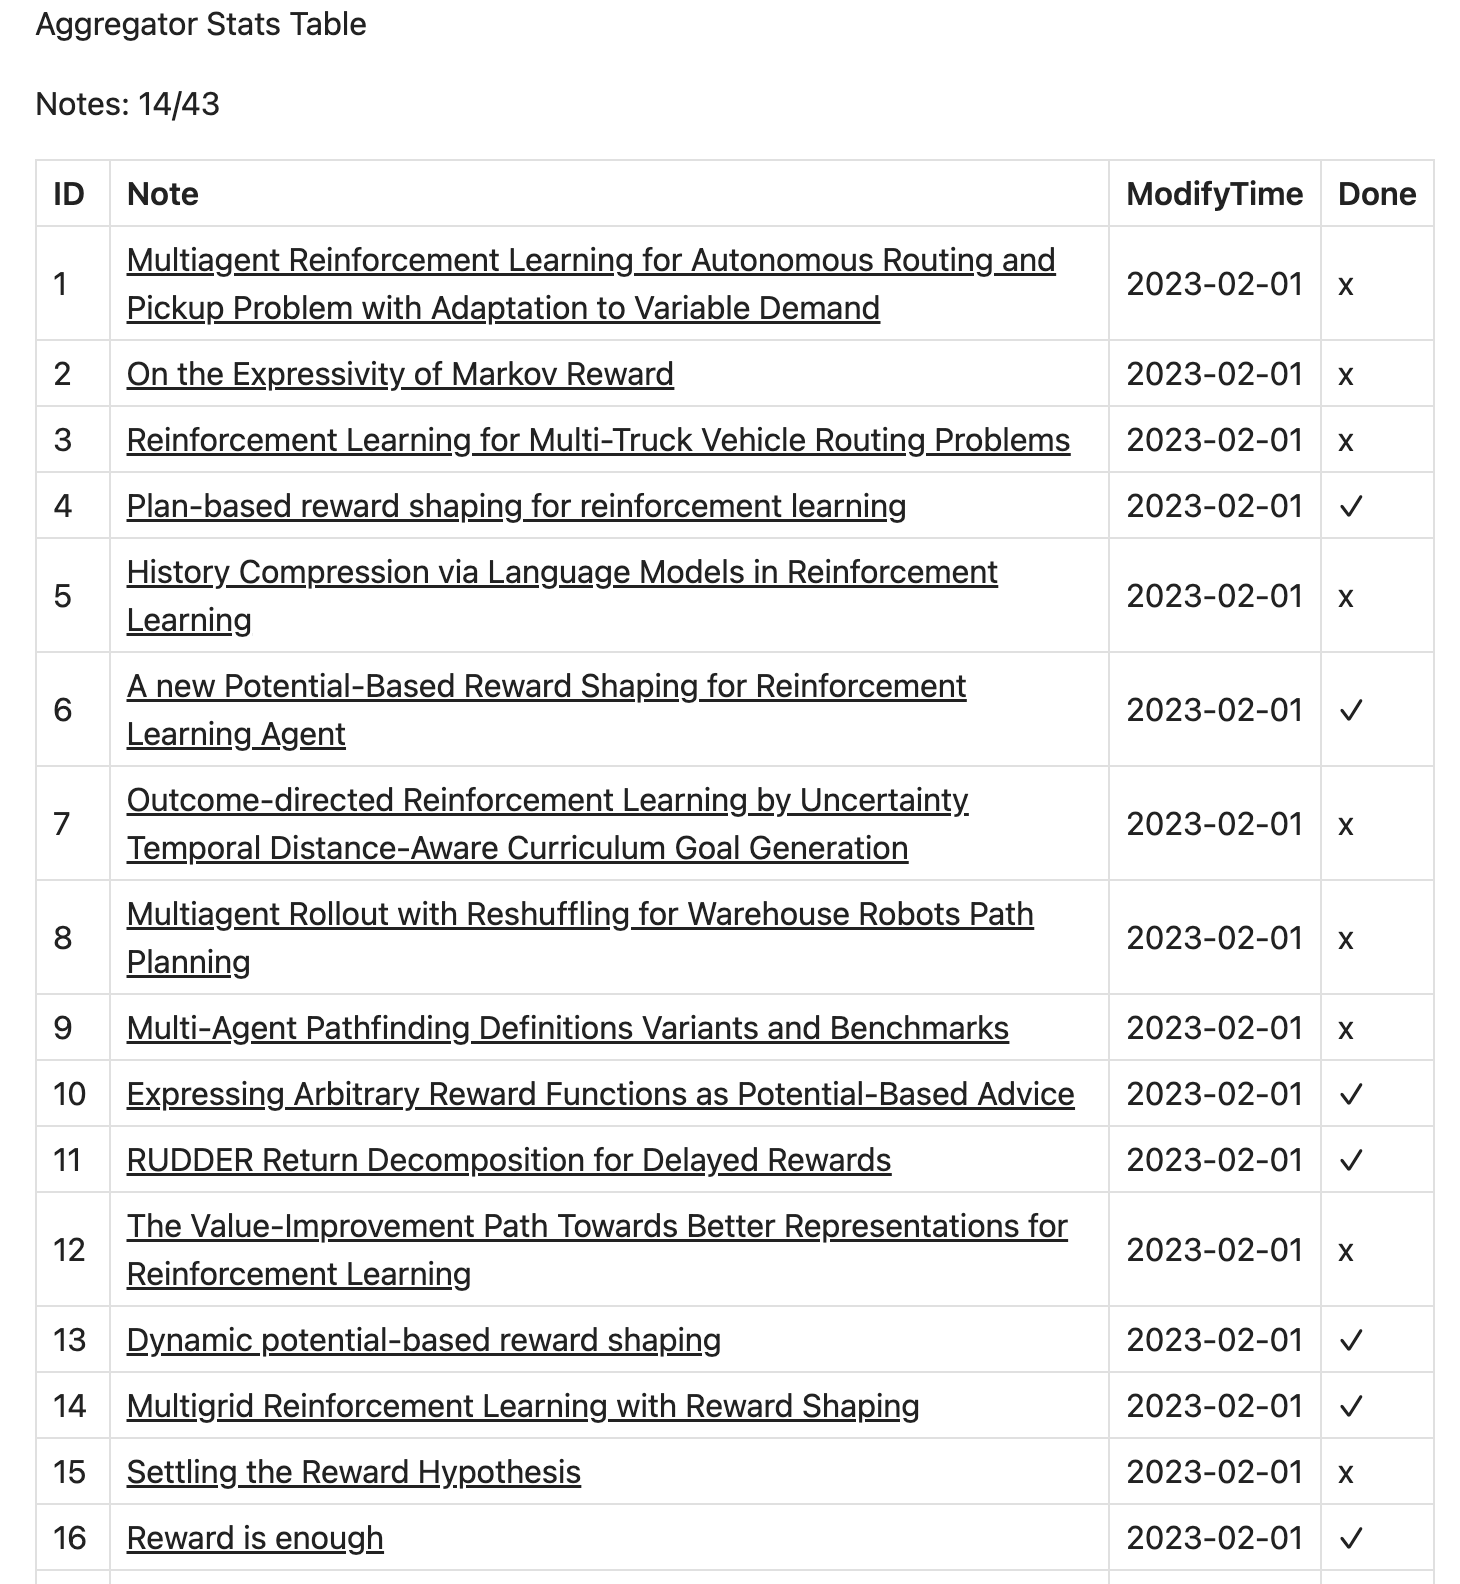 Aggregator Stats Table
Notes: 14/43
ID Note ModifyTime Done
1 Multiagent Reinforcement Learning for Autonomous Routing and
Pickup Problem with Adaptation to Variable Demand 2023-02-01 x
2 On the Expressivity of Markov Reward 2023-02-01 x
3 Reinforcement Learning for Multi-Truck Vehicle Routing Problems 2023-02-01 x
4 Plan-based reward shaping for reinforcement learning 2023-02-01 ✓
5 History Compression via Language Models in Reinforcement
Learning 2023-02-01 x
6 A new Potential-Based Reward Shaping for Reinforcement
Learning Agent 2023-02-01 ✓
7 Outcome-directed Reinforcement Learning by Uncertainty
Temporal Distance-Aware Curriculum Goal Generation 2023-02-01 x
8 Multiagent Rollout with Reshuffling for Warehouse Robots Path
Planning 2023-02-01 x
9 Multi-Agent Pathfinding Definitions Variants and Benchmarks 2023-02-01 x
10 Expressing Arbitrary Reward Functions as Potential-Based Advice 2023-02-01 ✓
11 RUDDER Return Decomposition for Delayed Rewards 2023-02-01 ✓
12 The Value-Improvement Path Towards Better Representations for
Reinforcement Learning 2023-02-01 x
13 Dynamic potential-based reward shaping 2023-02-01 ✓
14 Multigrid Reinforcement Learning with Reward Shaping 2023-02-01 ✓
15 Settling the Reward Hypothesis 2023-02-01 x
16 Reward is enough 2023-02-01 ✓